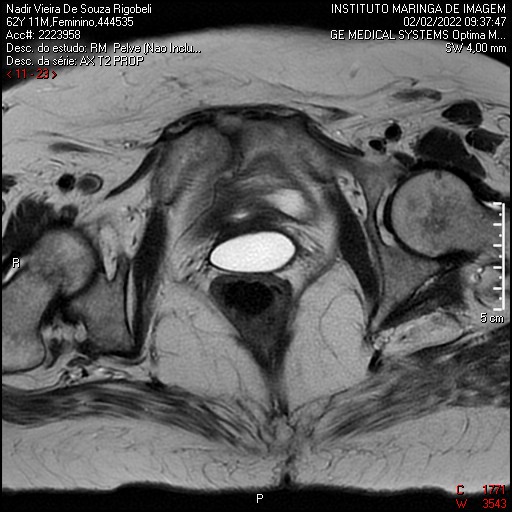 Nadir Vieira De Souza Rigobeli
62Y 11M,Feminino,444535
Acc#: 2223958
Desc. do estudo: RM  Pelve (Nao Inclu...
Desc. da série: AX T2 PROP
< 11 - 23 >
INSTITUTO MARINGA DE IMAGEM
02/02/2022 09:37:47
GE MEDICAL SYSTEMS Optima M...
SW 4,00 mm
R
5 cm
P
C 1771
W 3543